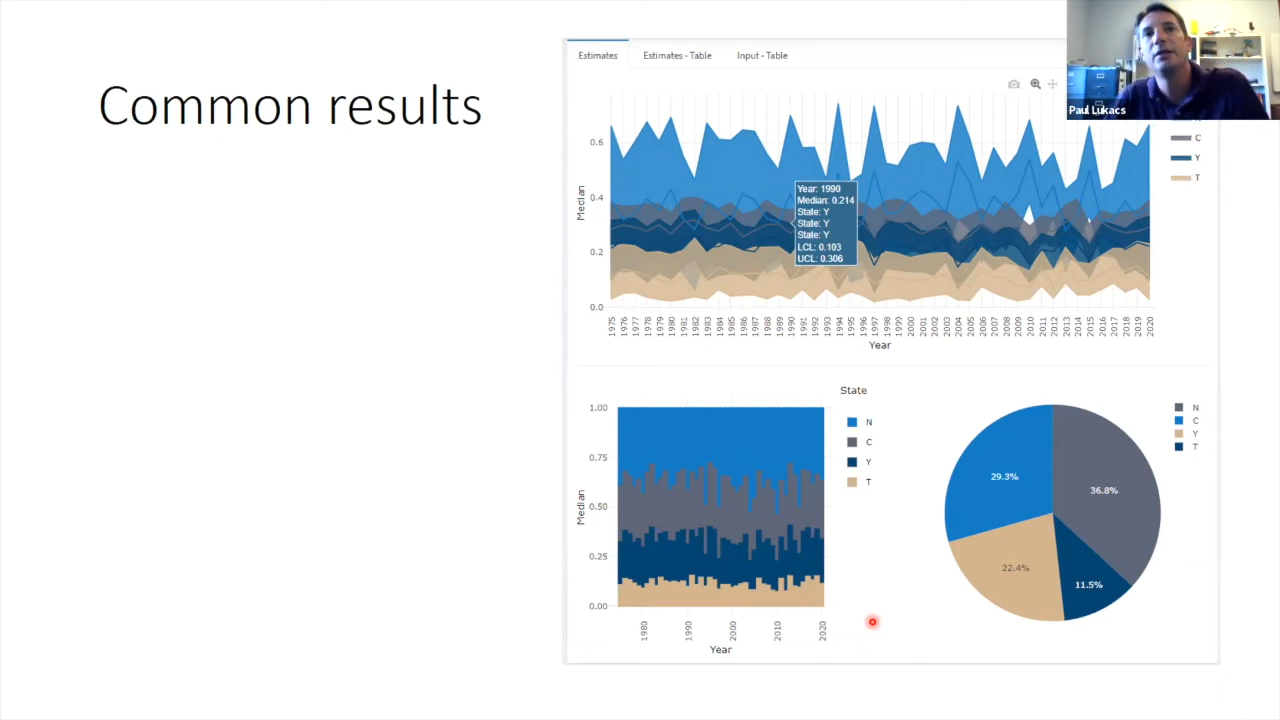 Common results
Estimates
Estimates - Table
Input - Table
Paul Lukacs
C
Y
T
0.6
0.4
0.2
0.0
Median
Year: 1990
Median: 0.214
State: Y
State: Y
State: Y
LCL: 0.103
UCL: 0.306
1975 1976 1977 1978 1979 1980 1981 1982 1983 1984 1985 1986 1987 1988 1989 1990 1991 1992 1993 1994 1995 1996 1997 1998 1999 2000 2001 2002 2003 2004 2005 2006 2007 2008 2009 2010 2011 2012 2013 2014 2015 2016 2017 2018 2019 2020
Year
State
N
C
Y
T
1.00
0.75
0.50
0.25
0.00
Median
1980 1990 2000 2010 2020
Year
29.3%
36.8%
22.4%
11.5%
N
C
Y
T